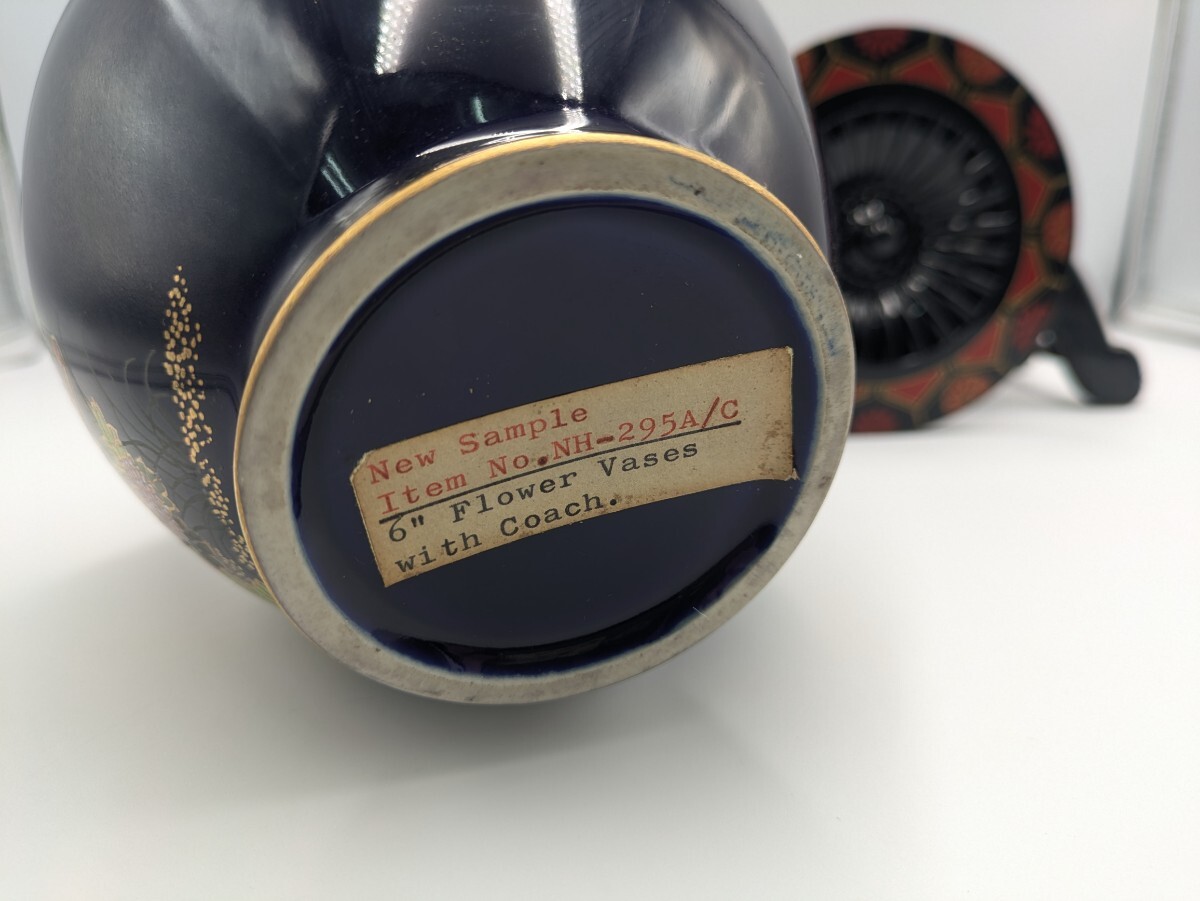 New Sample
Item No.NH-295A/C
6" Flower Vases
with Coach.